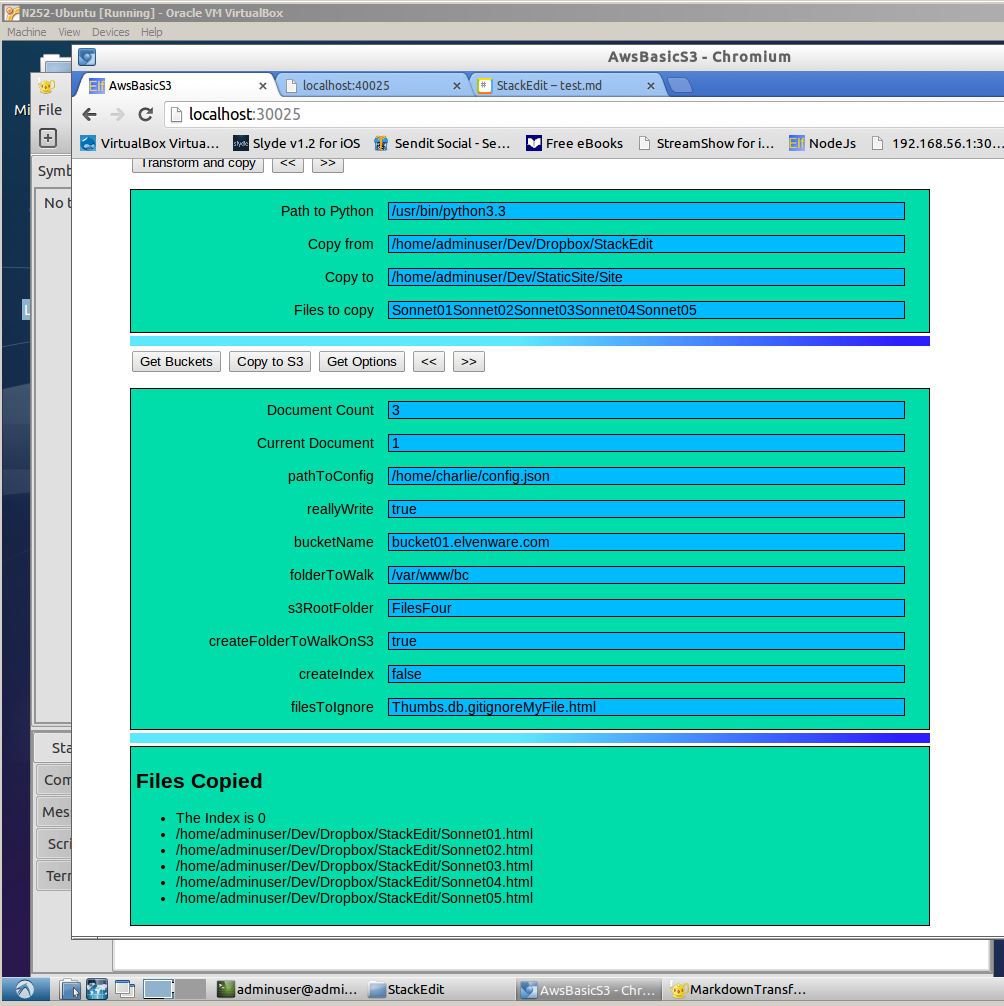 N252-Ubuntu [Running] - Oracle VM VirtualBox
Machine View Devices Help
AwsBasicS3 - Chromium
AwsBasicS3
localhost:40025
StackEdit – test.md
File
localhost:30025
VirtualBox Virtua...
Slyde v1.2 for iOS
Sendit Social - Se...
Free eBooks
StreamShow for i...
NodeJs
192.168.56.1:30...
Transform and copy << >>
Symb
No t
Path to Python /usr/bin/python3.3
Copy from /home/adminuser/Dev/Dropbox/StackEdit
Copy to /home/adminuser/Dev/StaticSite/Site
Files to copy Sonnet01Sonnet02Sonnet03Sonnet04Sonnet05
Get Buckets Copy to S3 Get Options << >>
Document Count 3
Current Document 1
pathToConfig /home/charlie/config.json
reallyWrite true
bucketName bucket01.elvenware.com
folderToWalk /var/www/bc
s3RootFolder FilesFour
createFolderToWalkOnS3 true
createIndex false
filesToIgnore Thumbs.db.gitignoreMyFile.html
Sta
Com
Mes
Scri
Terr
Files Copied
• The Index is 0
• /home/adminuser/Dev/Dropbox/StackEdit/Sonnet01.html
• /home/adminuser/Dev/Dropbox/StackEdit/Sonnet02.html
• /home/adminuser/Dev/Dropbox/StackEdit/Sonnet03.html
• /home/adminuser/Dev/Dropbox/StackEdit/Sonnet04.html
• /home/adminuser/Dev/Dropbox/StackEdit/Sonnet05.html
adminuser@admi...
StackEdit
AwsBasicS3 - Chr...
MarkdownTransf...